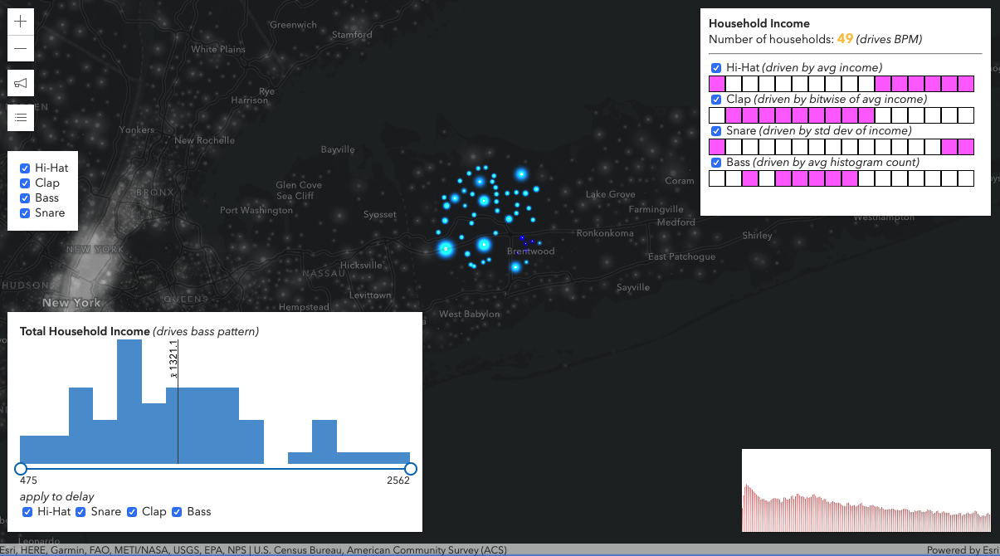 Household Income
Number of households: 49 (drives BPM)
Hi-Hat (driven by avg income)
Clap (driven by bitwise of avg income)
Snare (driven by std dev of income)
Bass (driven by avg histogram count)
Hi-Hat
Clap
Bass
Snare
Greenwich
Stamford
White Plains
Rye
Harrison
Yonkers
New Rochelle
Bayville
BRONX
Glen Cove
Sea Cliff
Port Washington
Syosset
Coram
Lake Grove
Farmingville
Medford
Westhampton
Ronkonkoma
Shirley
NEW YORK
Brentwood
East Patchogue
Hicksville
NASSAU
HUDSON
QUEENS
Levittown
Sayville
New York
Hempstead
West Babylon
Total Household Income (drives bass pattern)
x̄ 1321.1
475
2562
apply to delay
Hi-Hat Snare Clap Bass
Leonardo
Esri, HERE, Garmin, FAO, METI/NASA, USGS, EPA, NPS | U.S. Census Bureau, American Community Survey (ACS)
Powered by Esri